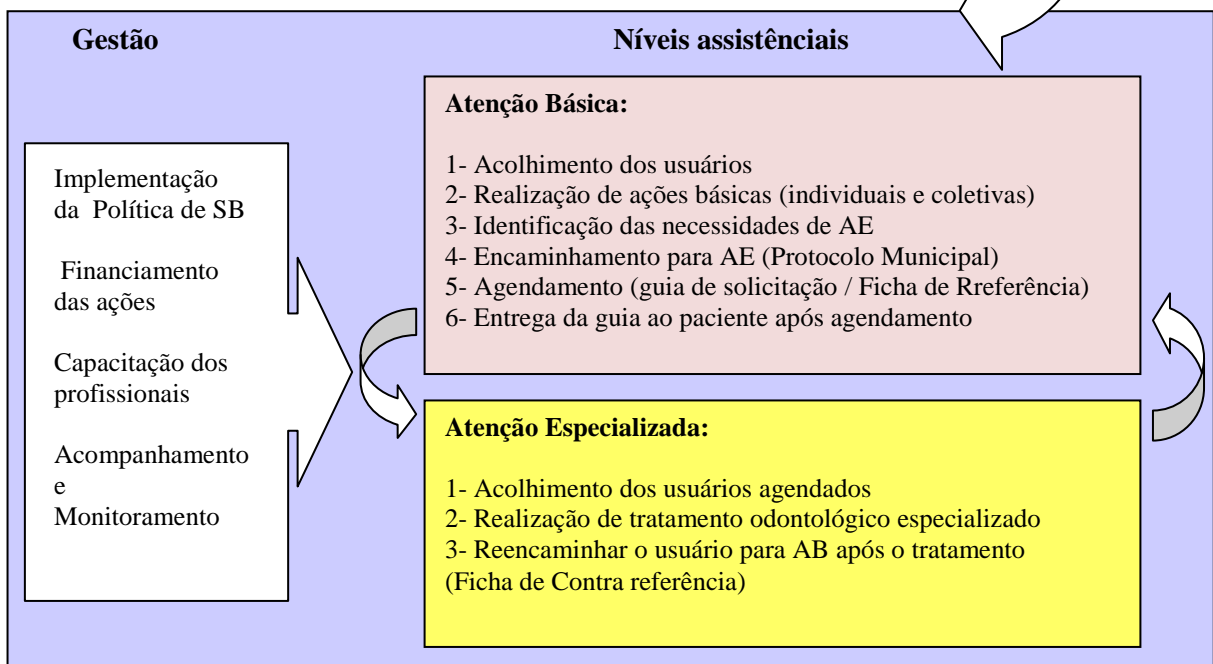 Gestão
Níveis assistênciais
Implementação
da Política de SB
Financiamento
das ações
Capacitação dos
profissionais
Acompanhamento
e
Monitoramento
Atenção Básica:
1- Acolhimento dos usuários
2- Realização de ações básicas (individuais e coletivas)
3- Identificação das necessidades de AE
4- Encaminhamento para AE (Protocolo Municipal)
5- Agendamento (guia de solicitação / Ficha de Rreferência)
6- Entrega da guia ao paciente após agendamento
Atenção Especializada:
1- Acolhimento dos usuários agendados
2- Realização de tratamento odontológico especializado
3- Reencaminhar o usuário para AB após o tratamento
(Ficha de Contra referência)